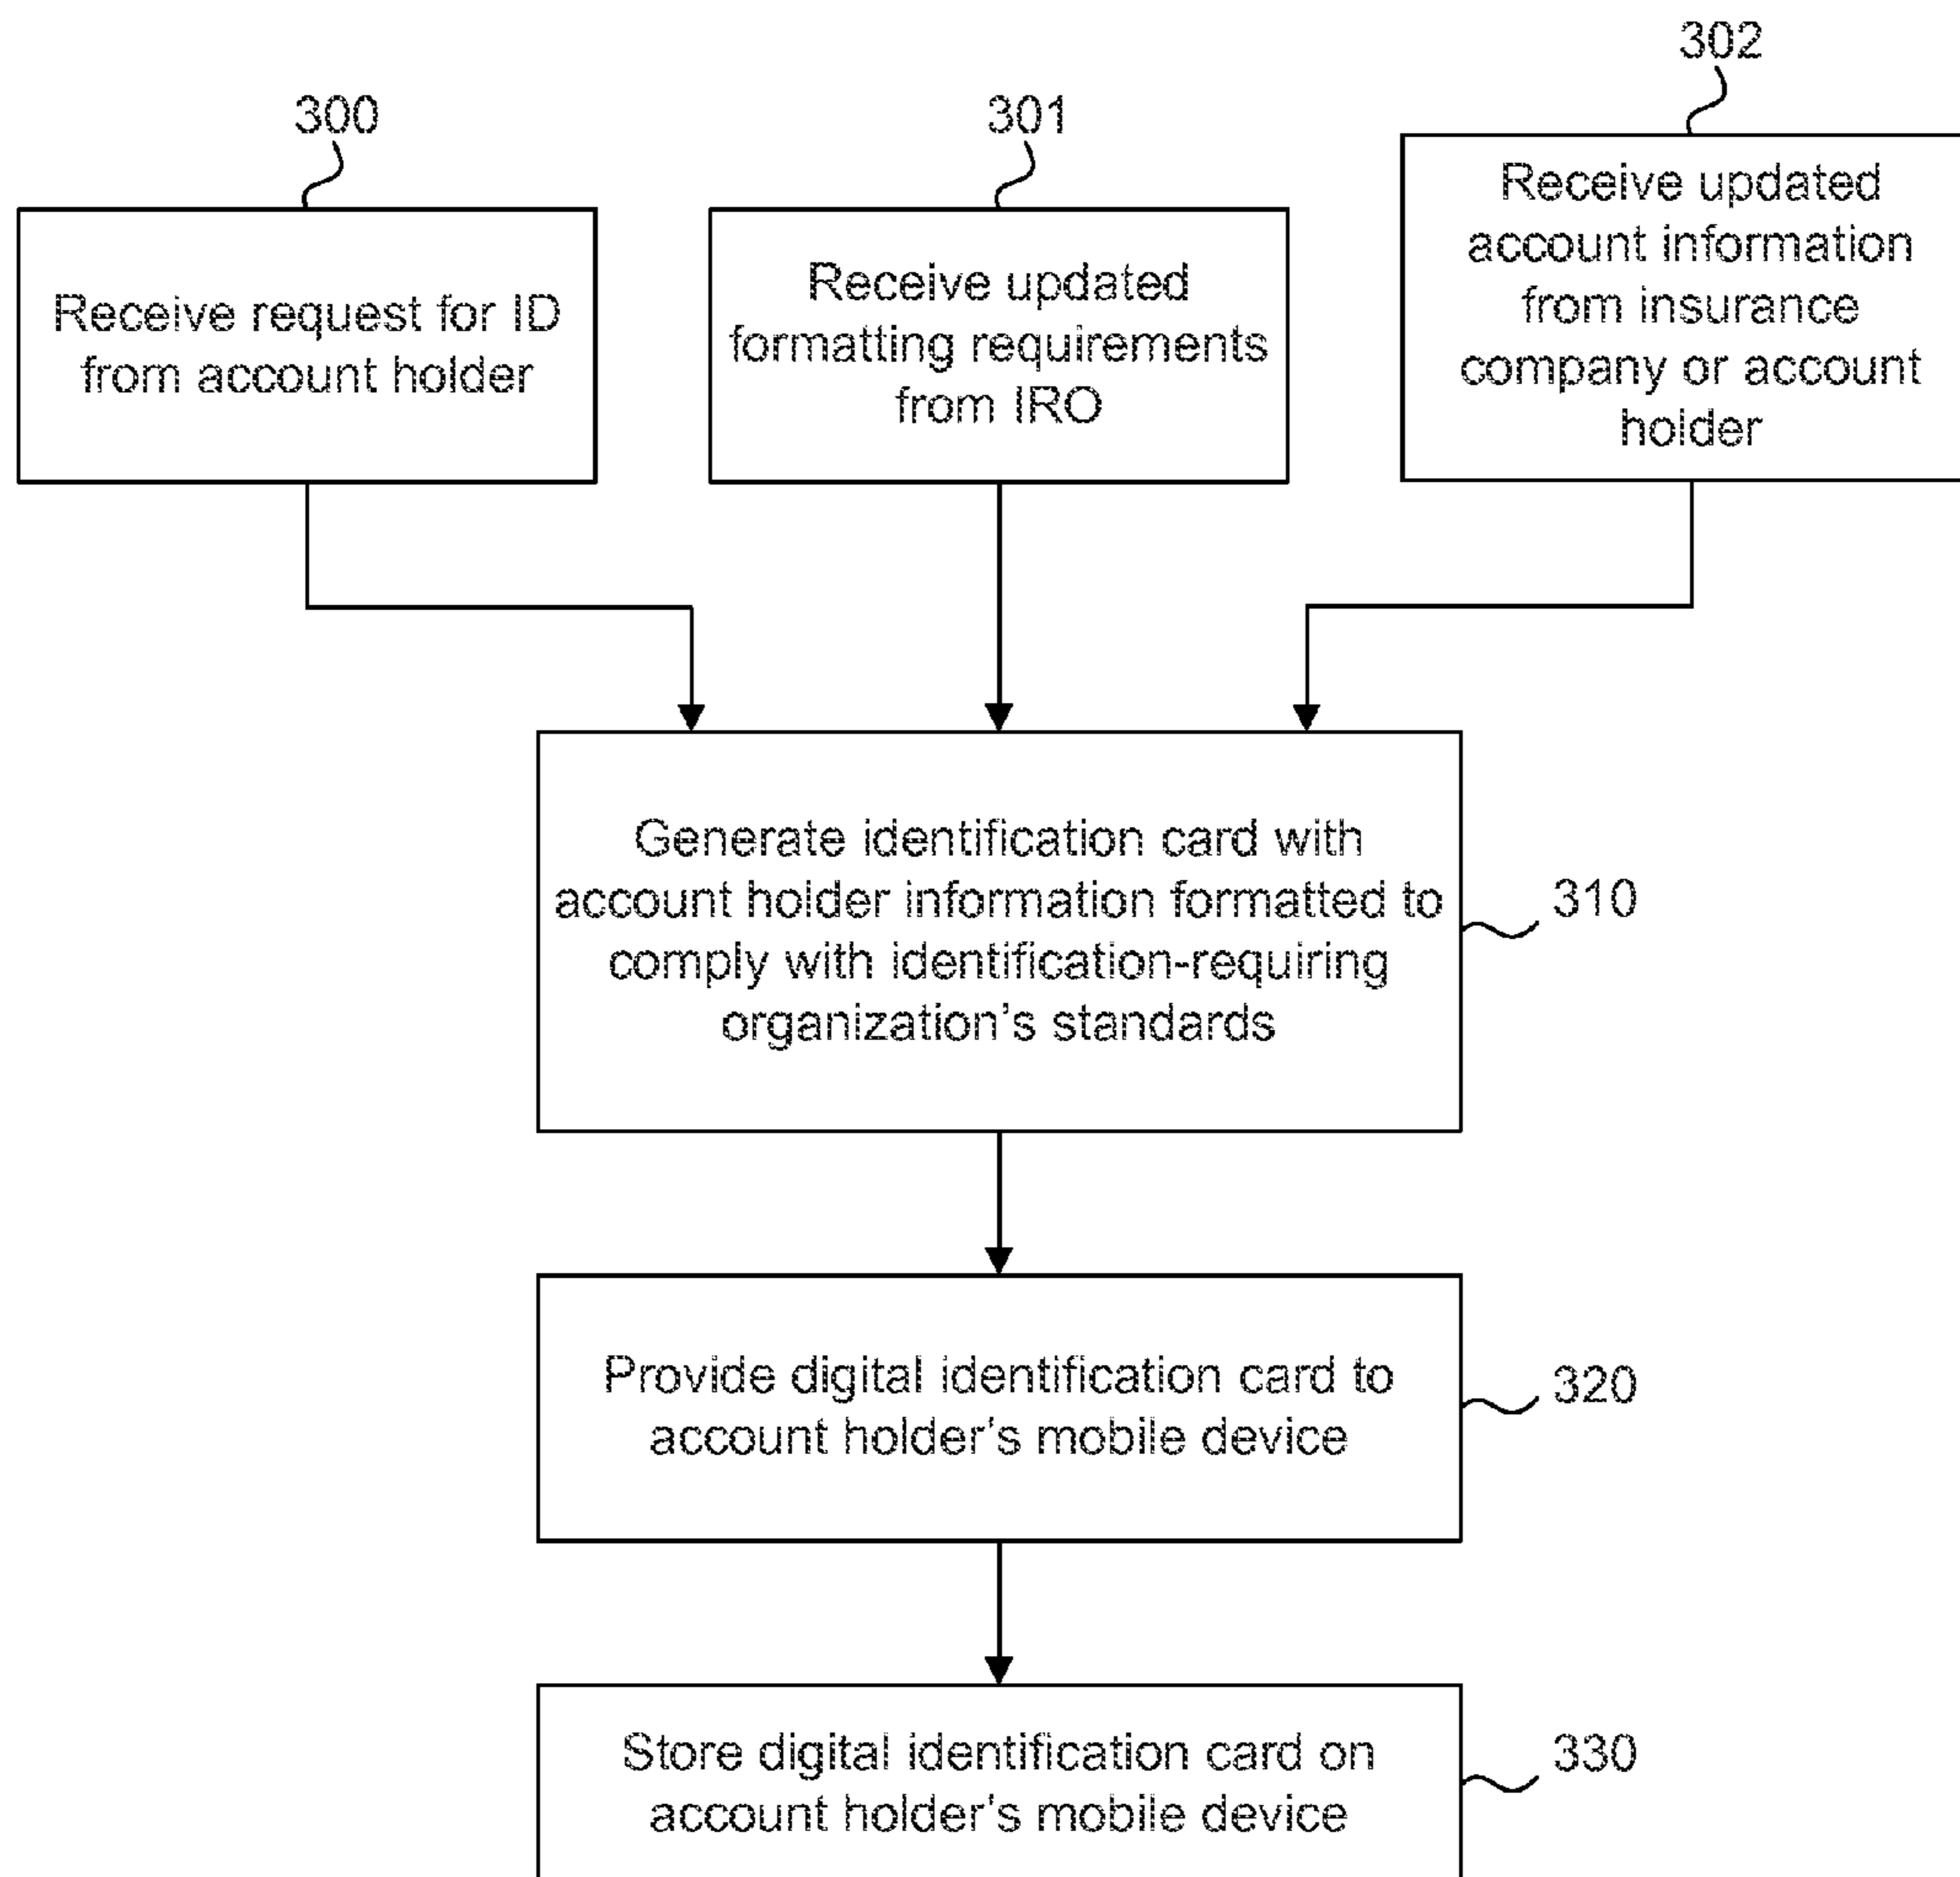 300
Receive request for ID
from account holder
301
Receive updated
formatting requirements
from IRO
302
Receive updated
account information
from insurance
company or account
holder
Generate identification card with
account holder information formatted to
comply with identification-requiring
organization's standards
310
Provide digital identification card to
account holder's mobile device
320
Store digital identification card on
account holder's mobile device
330